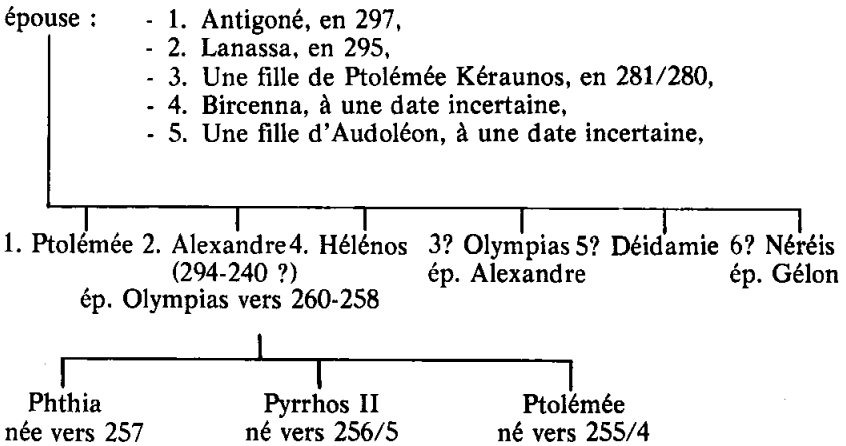 épouse : - 1. Antigoné, en 297,
- 2. Lanassa, en 295,
- 3. Une fille de Ptolémée Kéraunos, en 281/280,
- 4. Bircenna, à une date incertaine,
- 5. Une fille d'Audoléon, à une date incertaine,
1. Ptolémée 2. Alexandre 4. Hélénos 3? Olympias 5? Déidamie 6? Néréis
(294-240 ?) ép. Alexandre ép. Gélon
ép. Olympias vers 260-258
Phthia Pyrrhos II Ptolémée
née vers 257 né vers 256/5 né vers 255/4